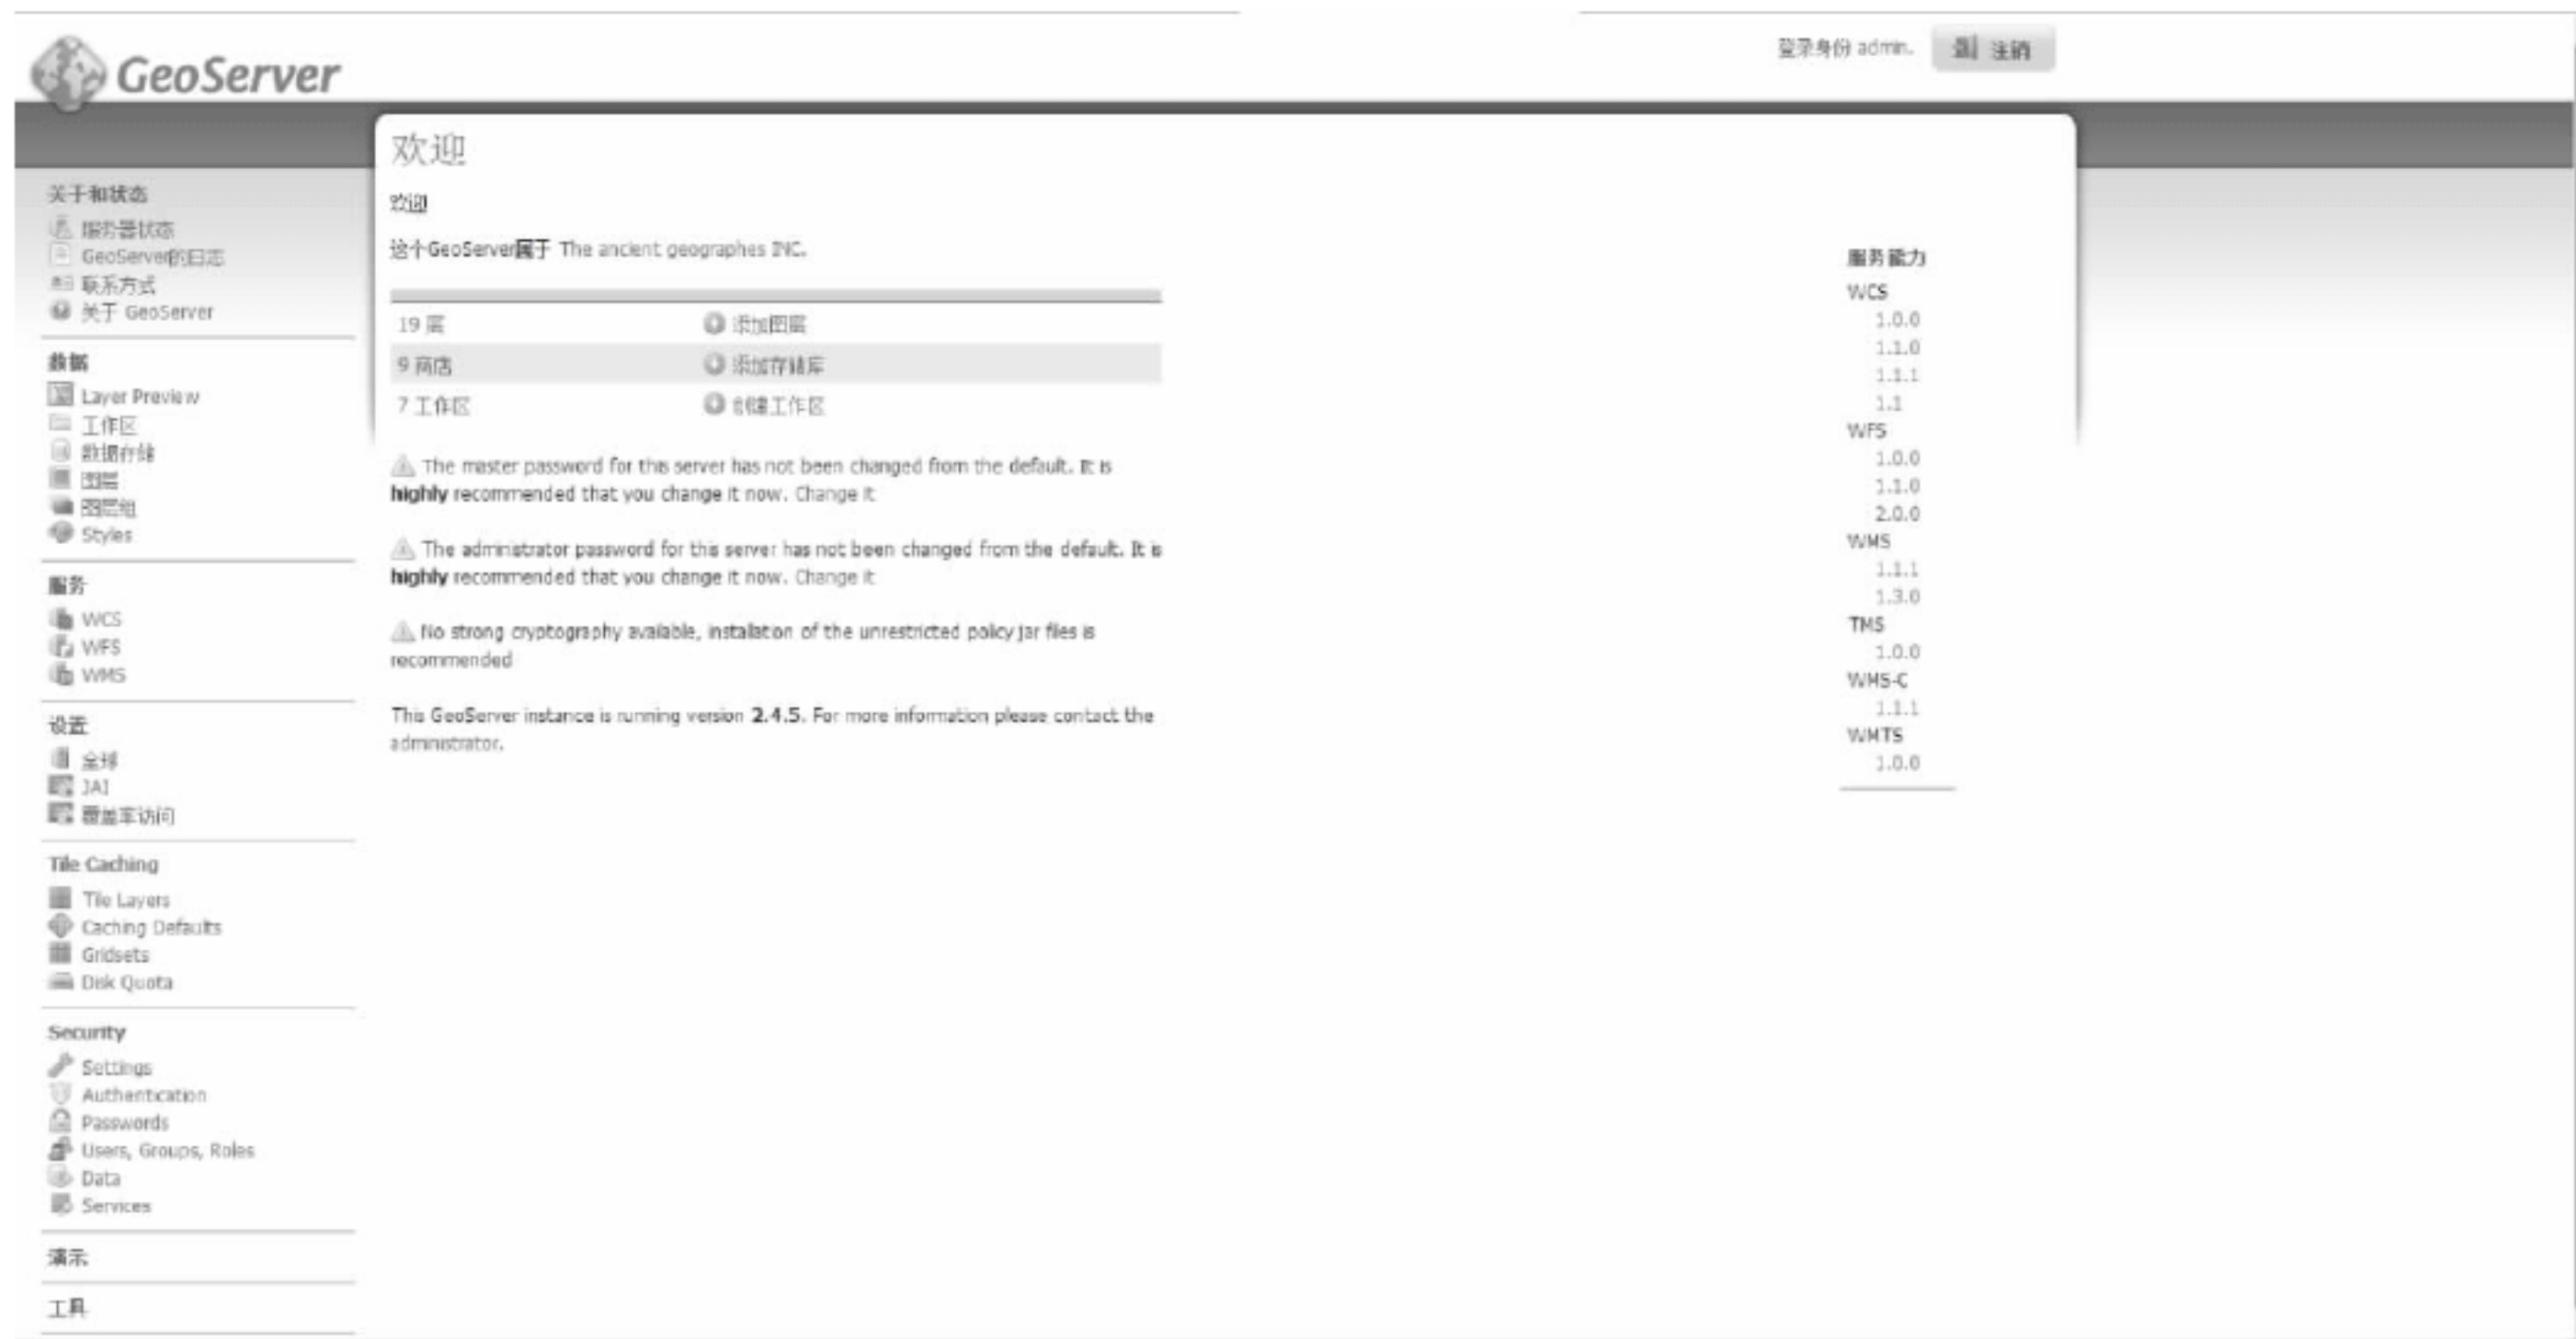 GeoServer
登录身份 admin.
注销
关于和状态
服务器状态
GeoServer的日志
联系方式
关于 GeoServer
数据
Layer Preview
工作区
数据存储
图层
图层组
Styles
服务
WCS
WFS
WMS
设置
全球
JAI
覆盖率访问
Tile Caching
Tile Layers
Caching Defaults
Gridsets
Disk Quota
Security
Settings
Authentication
Passwords
Users, Groups, Roles
Data
Services
演示
工具
欢迎
欢迎
这个GeoServer属于 The ancient geographes INC.
19 层 添加图层
9 商店 添加存储库
7 工作区 创建工作区
The master password for this server has not been changed from the default. It is
highly recommended that you change it now. Change it
The administrator password for this server has not been changed from the default. It is
highly recommended that you change it now. Change it
No strong cryptography available, installation of the unrestricted policy jar files is
recommended
This GeoServer instance is running version 2.4.5. For more information please contact the
administrator.
服务能力
WCS
1.0.0
1.1.0
1.1.1
1.1
WFS
1.0.0
1.1.0
2.0.0
WMS
1.1.1
1.3.0
TMS
1.0.0
WMS-C
1.1.1
WMTS
1.0.0